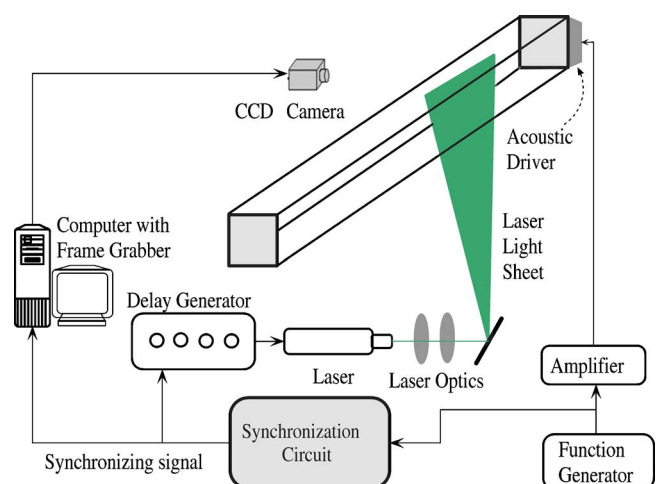 CCD Camera
Acoustic
Driver
Computer with
Frame Grabber
Laser
Light
Sheet
Delay Generator
Laser
Laser Optics
Amplifier
Synchronization
Circuit
Function
Generator
Synchronizing signal